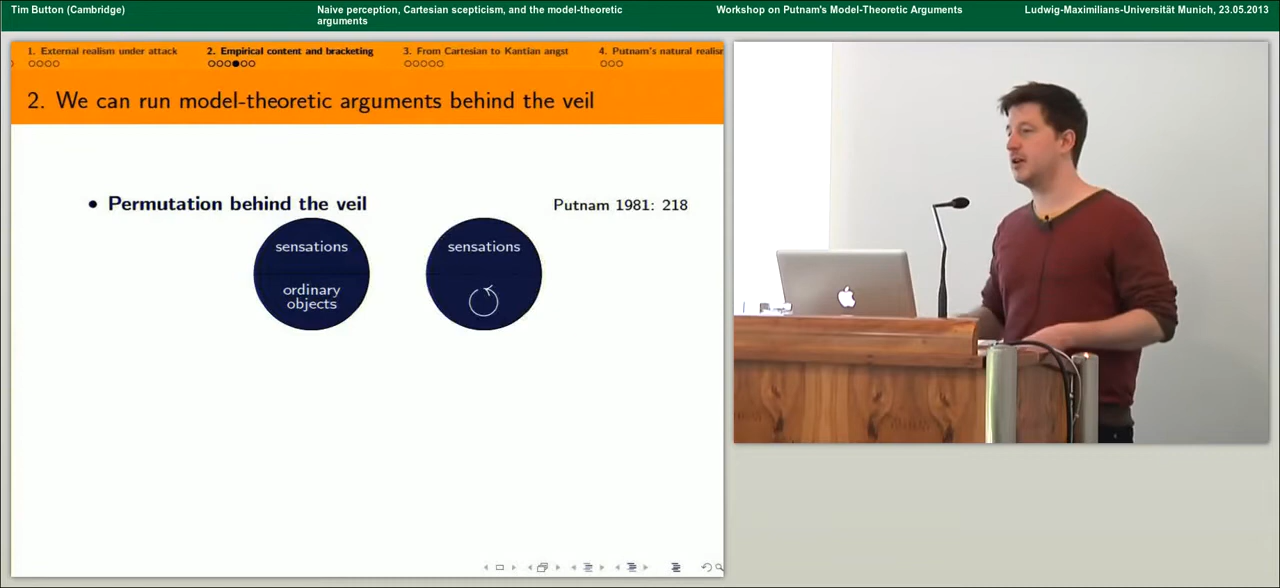 Tim Button (Cambridge)
Naive perception, Cartesian scepticism, and the model-theoretic
arguments
Workshop on Putnam's Model-Theoretic Arguments
Ludwig-Maximilians-Universität Munich, 23.05.2013
1. External realism under attack
2. Empirical content and bracketing
3. From Cartesian to Kantian angst
4. Putnam's natural realism
2. We can run model-theoretic arguments behind the veil
• Permutation behind the veil
Putnam 1981: 218
sensations
ordinary
objects
sensations